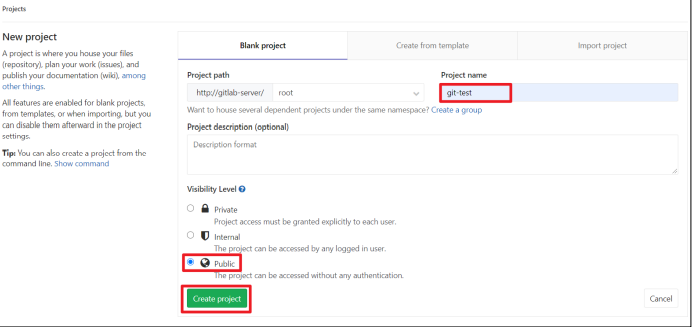 Projects
New project
A project is where you house your files
(repository), plan your work (issues), and
publish your documentation (wiki), among
other things.
All features are enabled for blank projects,
from templates, or when importing, but you
can disable them afterward in the project
settings.
Tip: You can also create a project from the
command line. Show command
Blank project
Create from template
Import project
Project path
Project name
http://gitlab-server/
root
git-test
Want to house several dependent projects under the same namespace? Create a group
Project description (optional)
Description format
Visibility Level
Private
Project access must be granted explicitly to each user.
Internal
The project can be accessed by any logged in user.
Public
The project can be accessed without any authentication.
Create project
Cancel